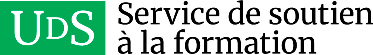 UDS
Service de soutien
à la formation